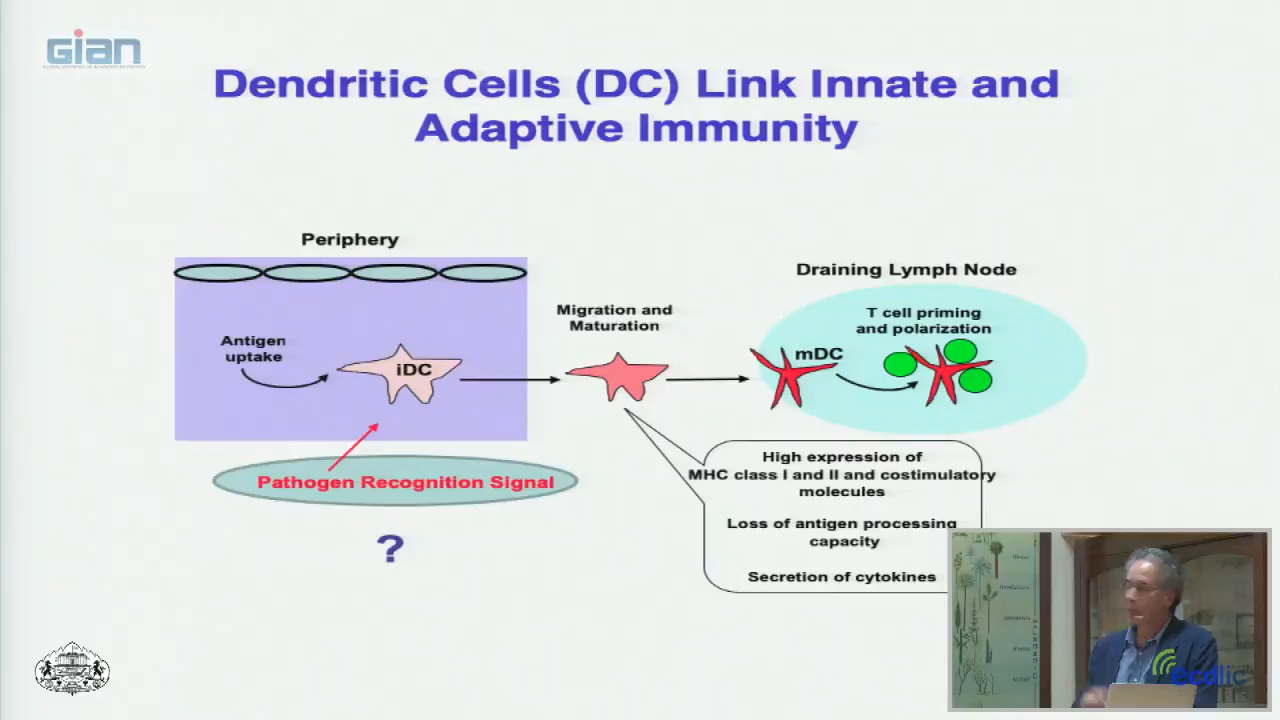 GIAN
Dendritic Cells (DC) Link Innate and
Adaptive Immunity
Periphery
Draining Lymph Node
Migration and
Maturation
T cell priming
and polarization
Antigen
uptake
iDC
mDC
Pathogen Recognition Signal
?
High expression of
MHC class I and II and costimulatory
molecules
Loss of antigen processing
capacity
Secretion of cytokines
ecdlic